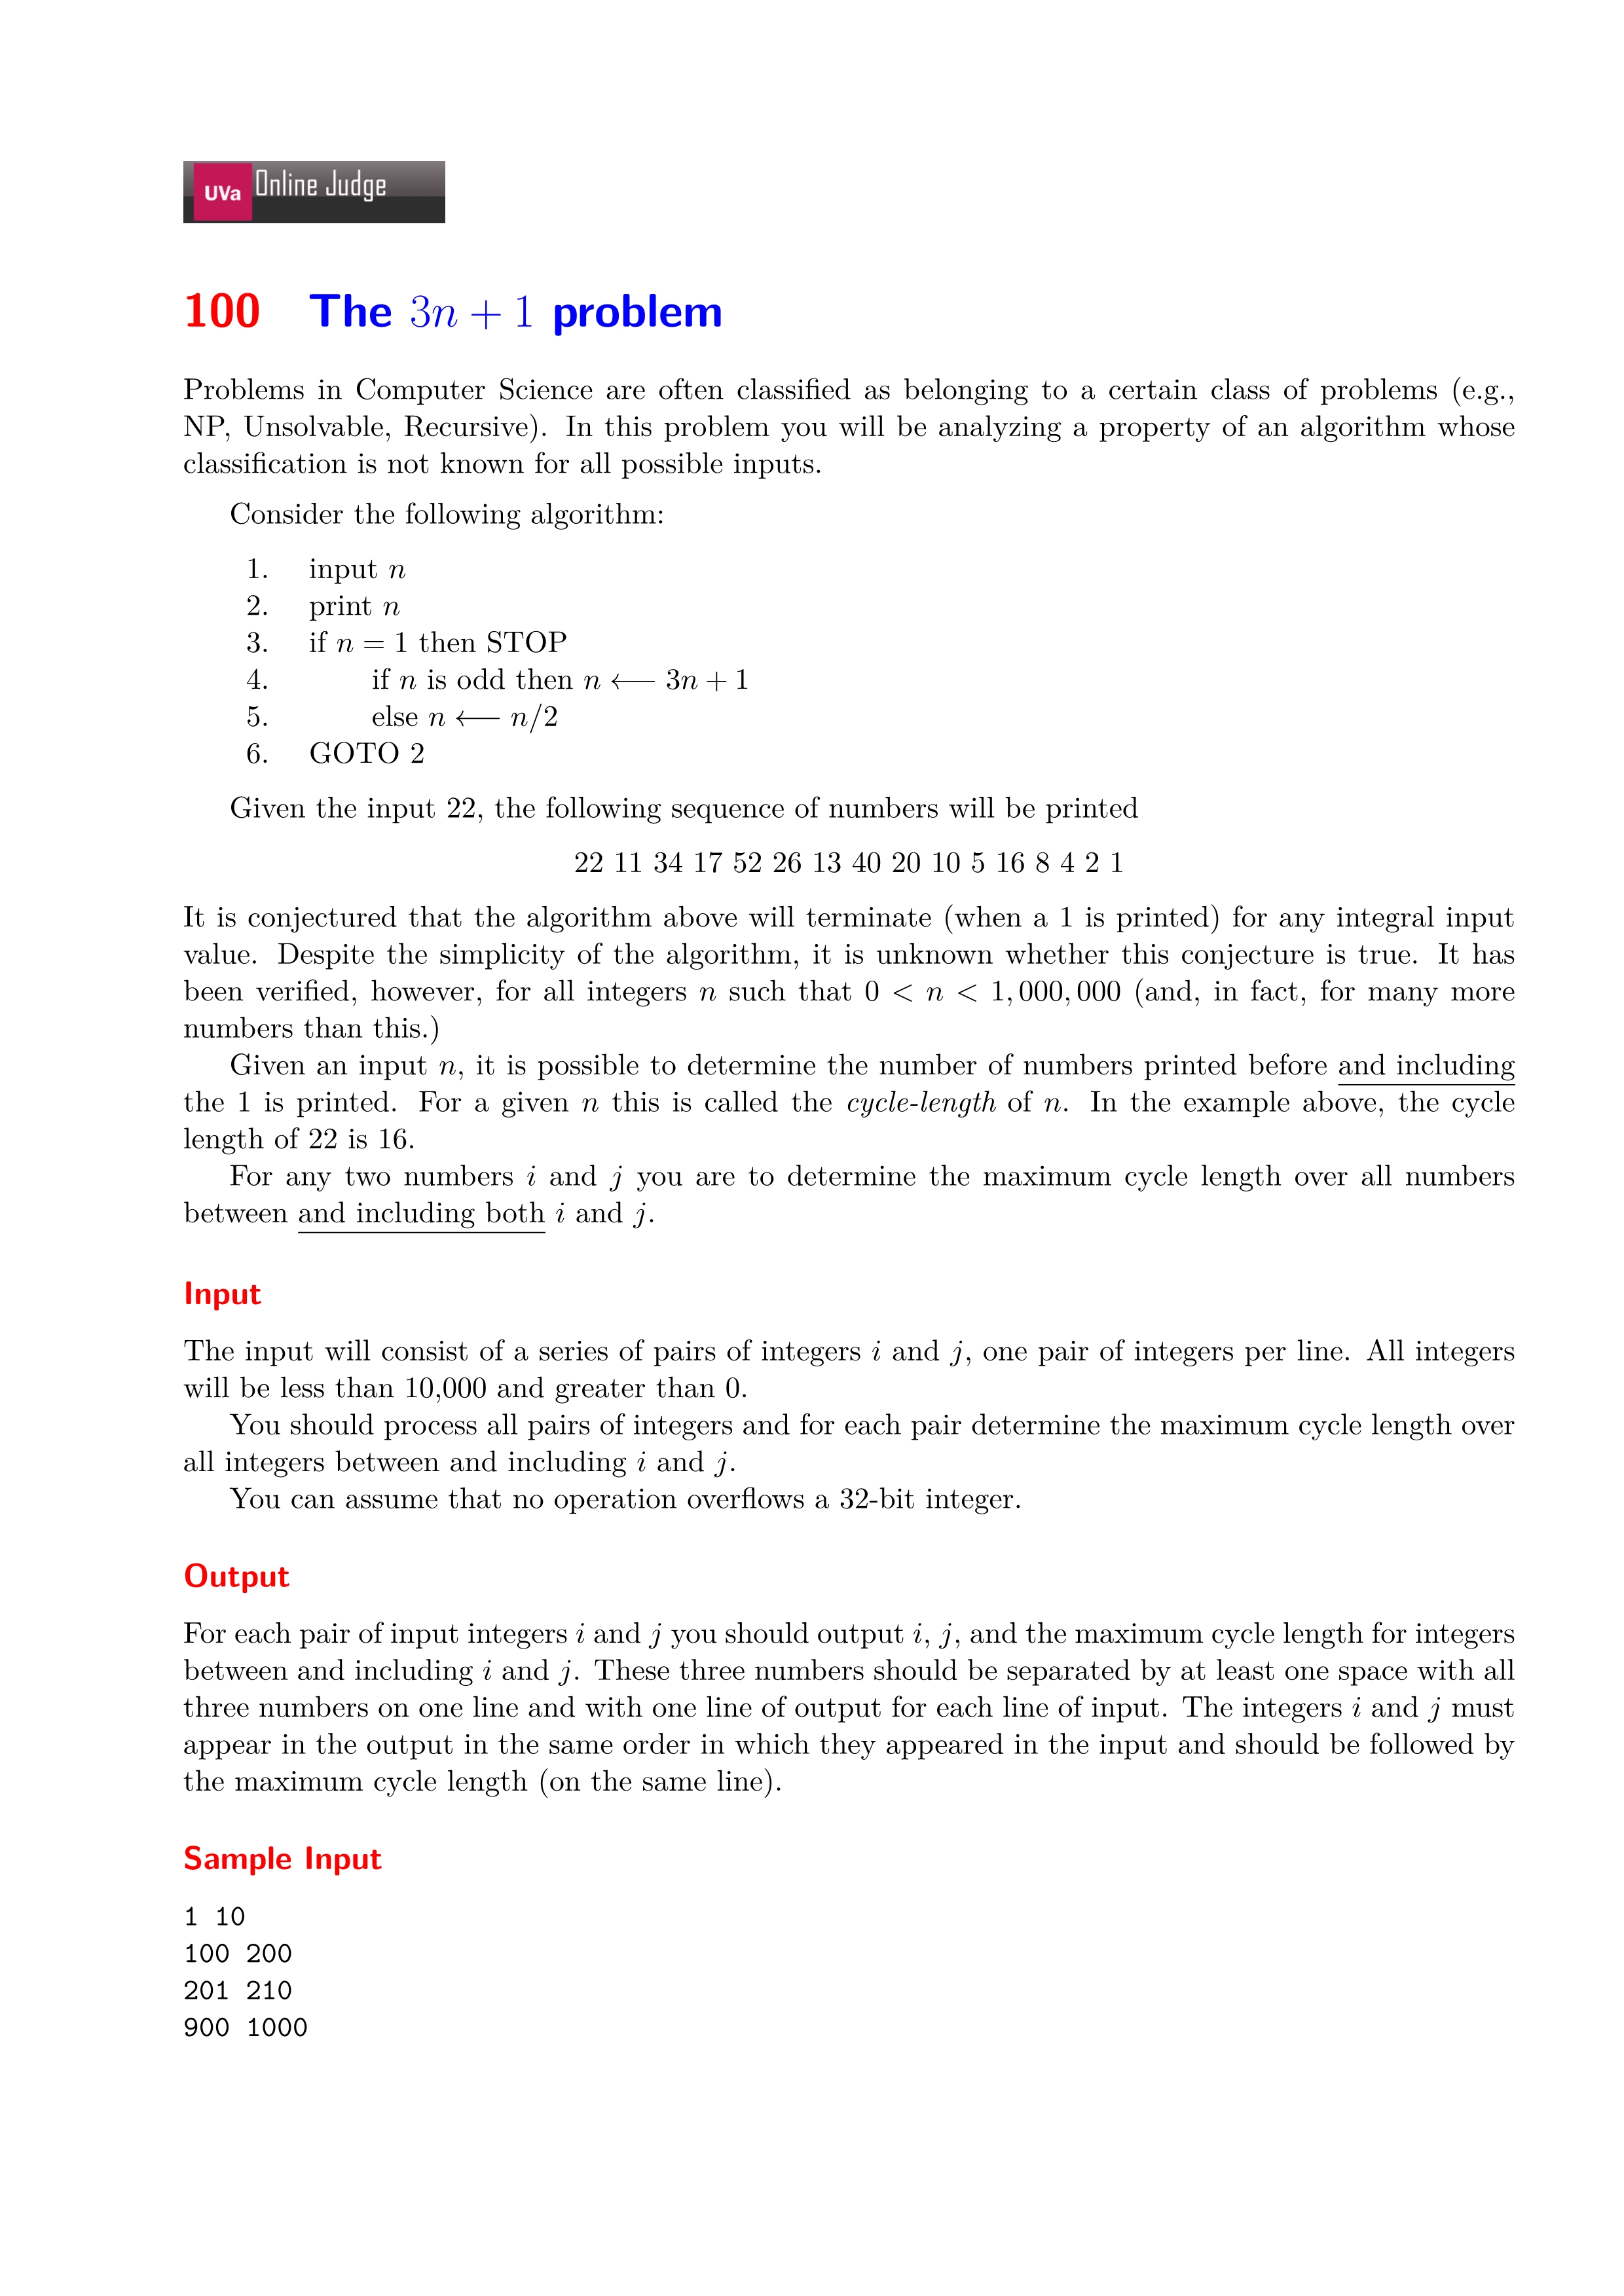 UVa Online Judge
100 The 3n + 1 problem
Problems in Computer Science are often classified as belonging to a certain class of problems (e.g.,
NP, Unsolvable, Recursive). In this problem you will be analyzing a property of an algorithm whose
classification is not known for all possible inputs.
Consider the following algorithm:
1. input n
2. print n
3. if n = 1 then STOP
4. if n is odd then n ⟵ 3n + 1
5. else n ⟵ n/2
6. GOTO 2
Given the input 22, the following sequence of numbers will be printed
22 11 34 17 52 26 13 40 20 10 5 16 8 4 2 1
It is conjectured that the algorithm above will terminate (when a 1 is printed) for any integral input
value. Despite the simplicity of the algorithm, it is unknown whether this conjecture is true. It has
been verified, however, for all integers n such that 0 < n < 1, 000, 000 (and, in fact, for many more
numbers than this.)
Given an input n, it is possible to determine the number of numbers printed before and including
the 1 is printed. For a given n this is called the cycle-length of n. In the example above, the cycle
length of 22 is 16.
For any two numbers i and j you are to determine the maximum cycle length over all numbers
between and including both i and j.
Input
The input will consist of a series of pairs of integers i and j, one pair of integers per line. All integers
will be less than 10,000 and greater than 0.
You should process all pairs of integers and for each pair determine the maximum cycle length over
all integers between and including i and j.
You can assume that no operation overflows a 32-bit integer.
Output
For each pair of input integers i and j you should output i, j, and the maximum cycle length for integers
between and including i and j. These three numbers should be separated by at least one space with all
three numbers on one line and with one line of output for each line of input. The integers i and j must
appear in the output in the same order in which they appeared in the input and should be followed by
the maximum cycle length (on the same line).
Sample Input
1 10
100 200
201 210
900 1000